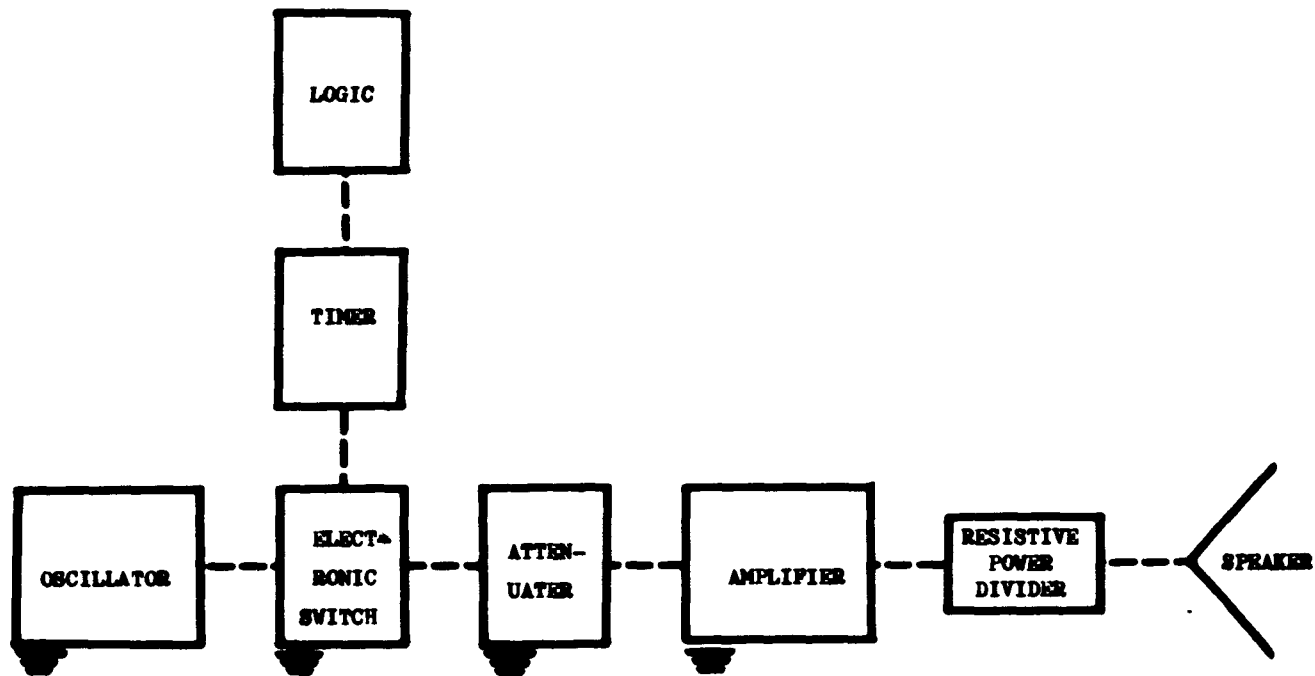 LOGIC
TIMER
OSCILLATOR
ELECT-
RONIC
SWITCH
ATTEN-
UATER
AMPLIFIER
RESISTIVE
POWER
DIVIDER
SPEAKER